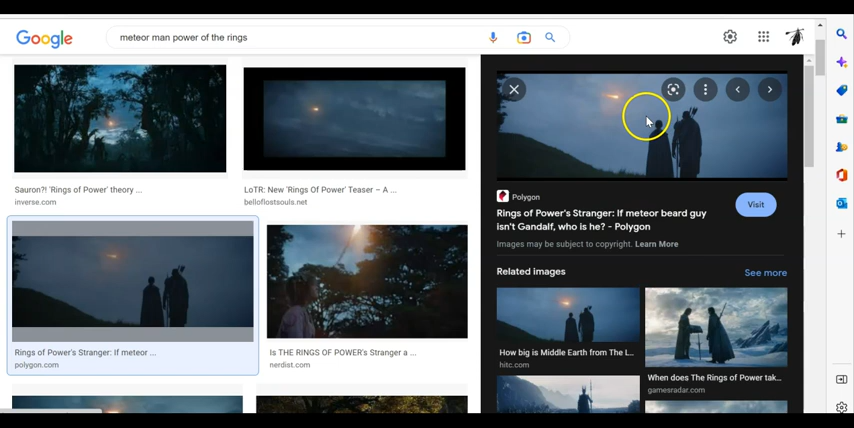 Google
meteor man power of the rings
Sauron?! 'Rings of Power' theory ...
inverse.com
LoTR: New 'Rings Of Power' Teaser ~ A ...
belloflostsouls.net
Rings of Power's Stranger: If meteor ...
polygon.com
Is THE RINGS OF POWER's Stranger a ...
nerdist.com
Polygon
Rings of Power's Stranger: If meteor beard guy
isn't Gandalf, who is he? - Polygon
Visit
Images may be subject to copyright. Learn More
Related images
See more
How big is Middle Earth from The L...
hitc.com
When does The Rings of Power tak...
gamesradar.com